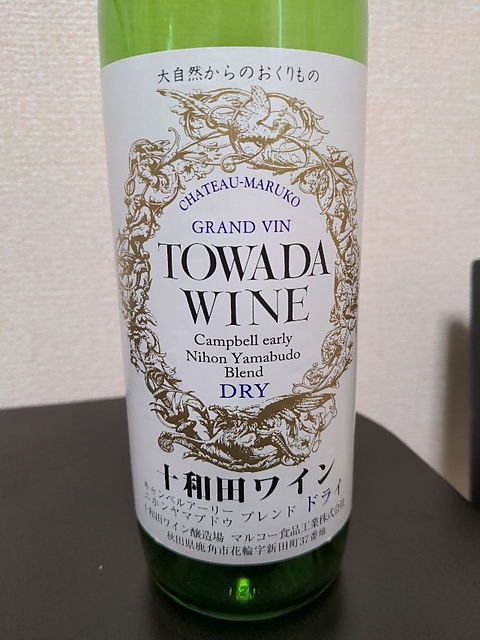 大自然からのおくりもの
CHATEAU-MARUKO
GRAND VIN
TOWADA
WINE
Campbell early
Nihon Yamabudo
Blend
DRY
十和田ワイン
キャンベルアーリー
ニホンヤマブドウ ブレンド ドライ
十和田ワイン醸造場 マルコー食品工業株式会社
秋田県鹿角市花輪字新田町37番地